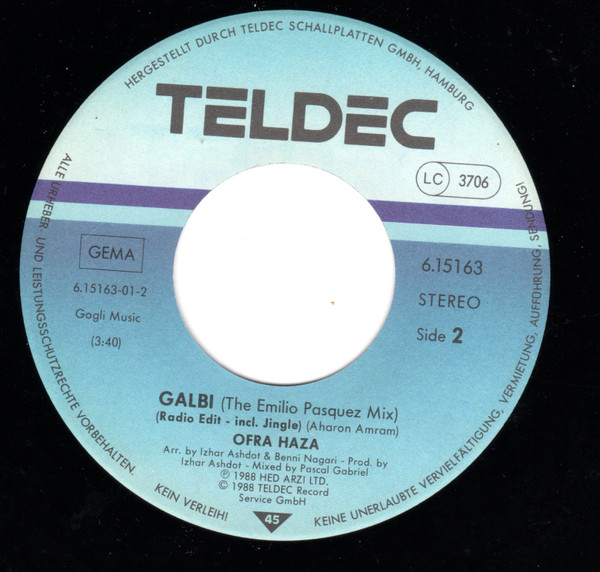 HERGESTELLT DURCH TELDEC SCHALLPLATTEN GMBH, HAMBURG
TELDEC
LC 3706
GEMA
6.15163-01-2
Gogli Music
(3:40)
6.15163
STEREO
Side 2
GALBI (The Emilio Pasquez Mix)
(Radio Edit - incl. Jingle) (Aharon Amram)
OFRA HAZA
Arr. by Izhar Ashdot & Benni Nagari - Prod. by
Izhar Ashdot - Mixed by Pascal Gabriel
℗ 1988 HED ARZI LTD.
© 1988 TELDEC Record
Service GmbH
45
ALLE URHEBER- UND LEISTUNGSSCHUTZRECHTE VORBEHALTEN.
KEIN VERLEIH!
KEINE UNERLAUBTE VERVIELFÄLTIGUNG, VERMIETUNG, AUFFÜHRUNG, SENDUNG!